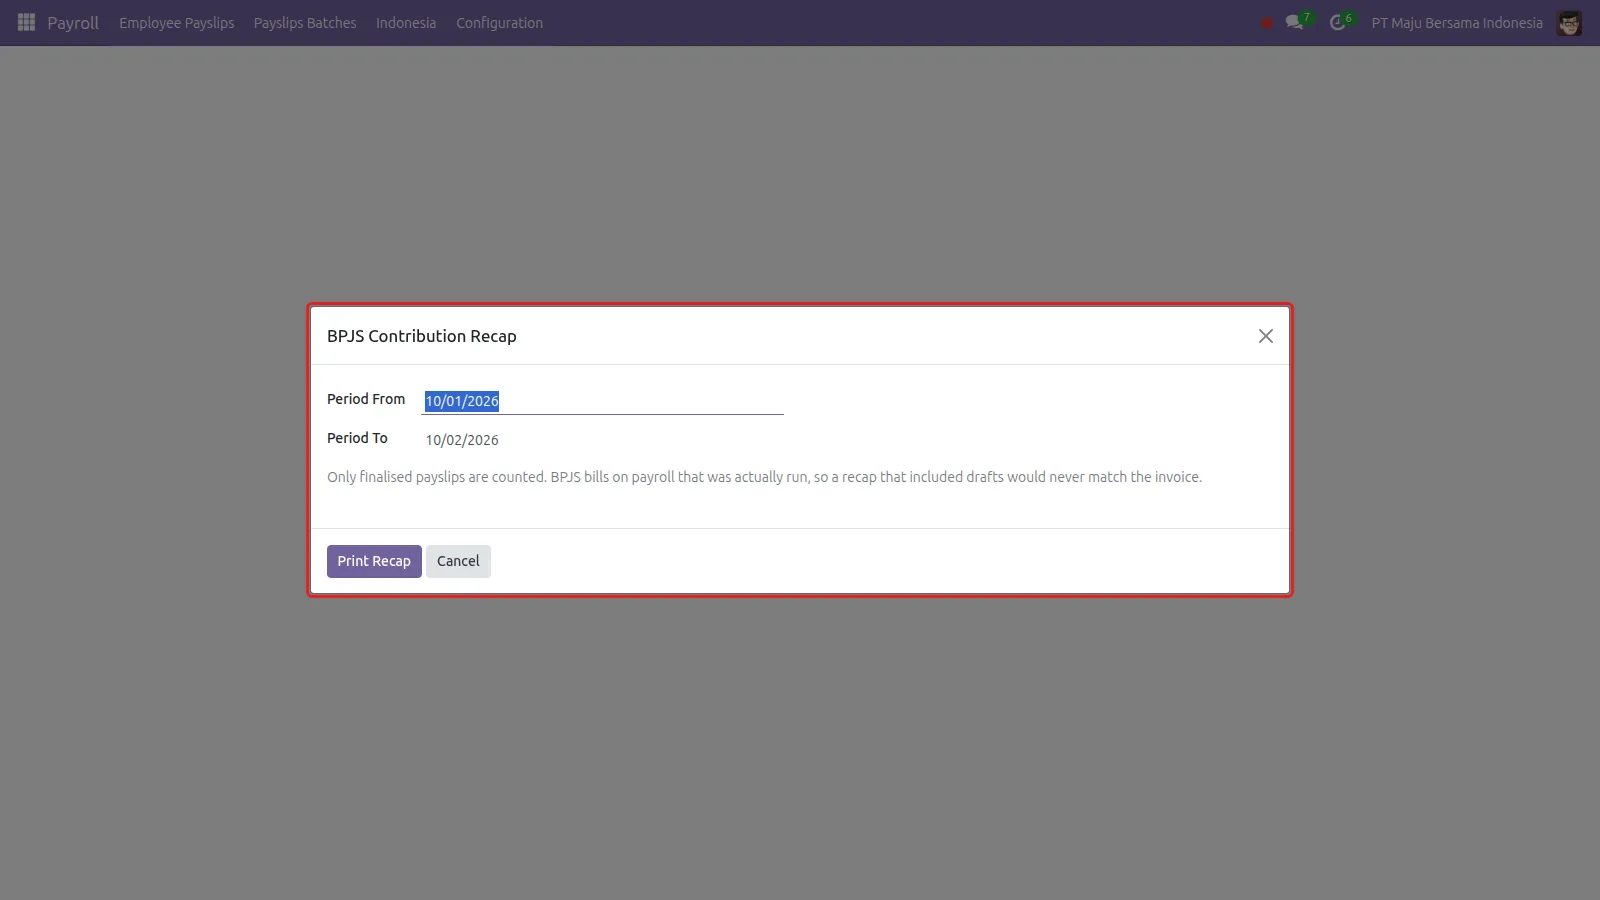 Payroll Employee Payslips Payslips Batches Indonesia Configuration 7 6 PT Maju Bersama Indonesia
BPJS Contribution Recap
Period From 10/01/2026
Period To 10/02/2026
Only finalised payslips are counted. BPJS bills on payroll that was actually run, so a recap that included drafts would never match the invoice.
Print Recap Cancel